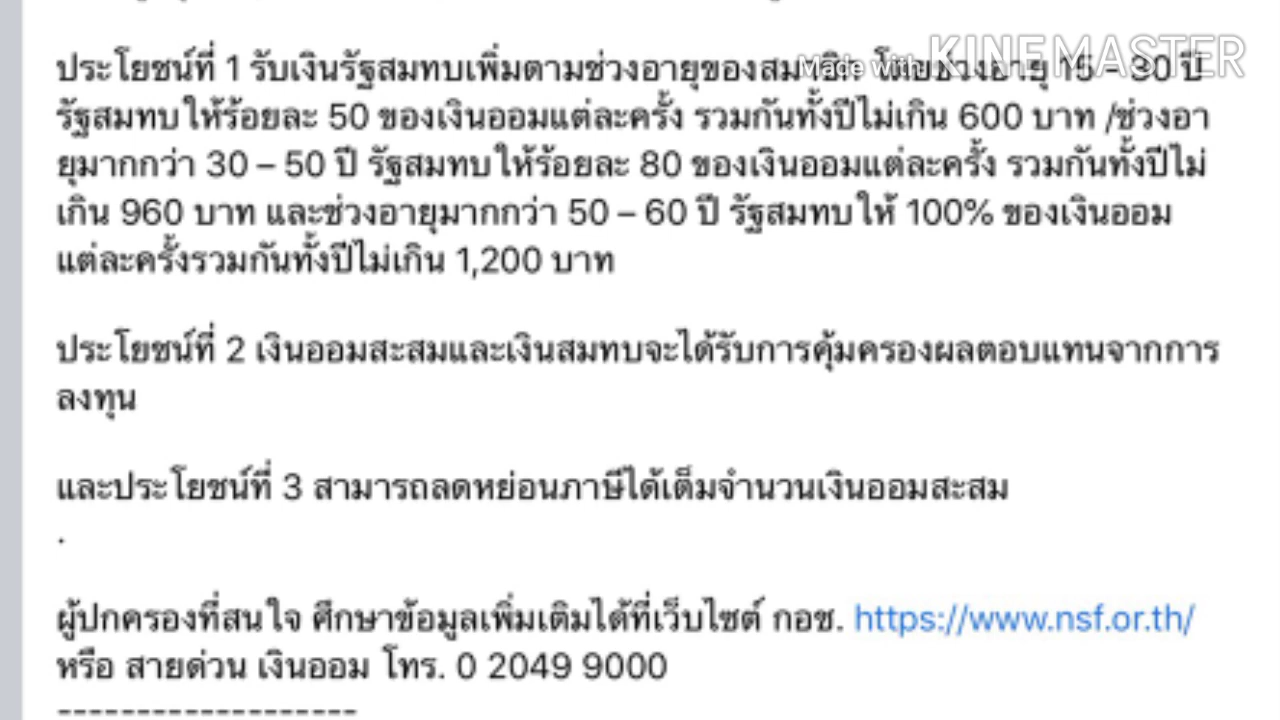 ประโยชน์ที่ 1 รับเงินรัฐสมทบเพิ่มตามช่วงอายุของสมาชิก โดยช่วงอายุ 15 – 30 ปี
Made with KINEMASTER
รัฐสมทบให้ร้อยละ 50 ของเงินออมแต่ละครั้ง รวมกันทั้งปีไม่เกิน 600 บาท /ช่วงอา
ยุมากกว่า 30 – 50 ปี รัฐสมทบให้ร้อยละ 80 ของเงินออมแต่ละครั้ง รวมกันทั้งปีไม่
เกิน 960 บาท และช่วงอายุมากกว่า 50 – 60 ปี รัฐสมทบให้ 100% ของเงินออม
แต่ละครั้งรวมกันทั้งปีไม่เกิน 1,200 บาท
ประโยชน์ที่ 2 เงินออมสะสมและเงินสมทบจะได้รับการคุ้มครองผลตอบแทนจากการ
ลงทุน
และประโยชน์ที่ 3 สามารถลดหย่อนภาษีได้เต็มจำนวนเงินออมสะสม
.
ผู้ปกครองที่สนใจ ศึกษาข้อมูลเพิ่มเติมได้ที่เว็บไซต์ กอช. https://www.nsf.or.th/
หรือ สายด่วน เงินออม โทร. 0 2049 9000
-------------------